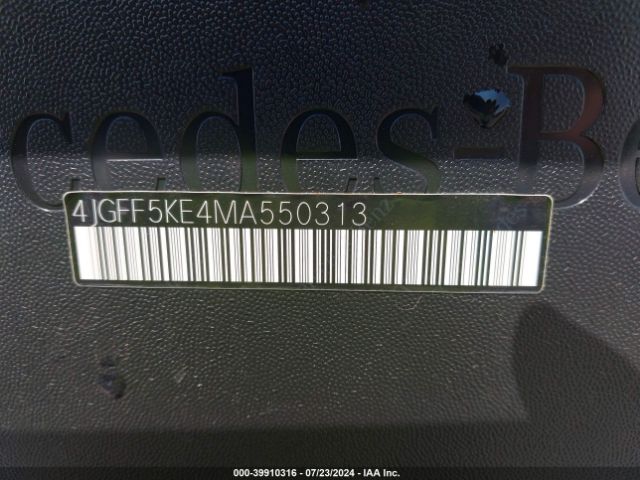 cedes-Be
4JGFF5KE4MA550313
000-39910316 / 07/23/2024 - IAA Inc.